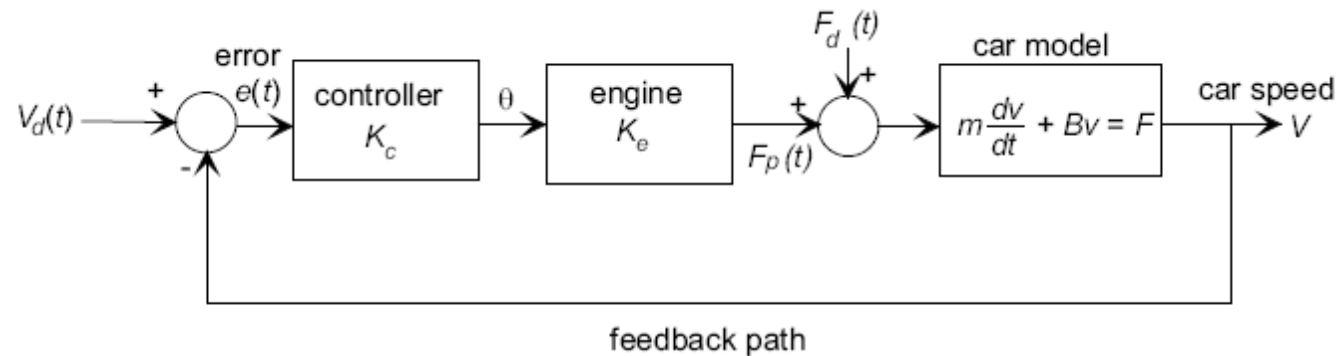 F_d (t)
error
car model
e(t)
controller
engine
car speed
V_d(t)
+
θ
+
+
K_c
K_e
m dv/dt + Bv = F
V
-
F_p (t)
feedback path